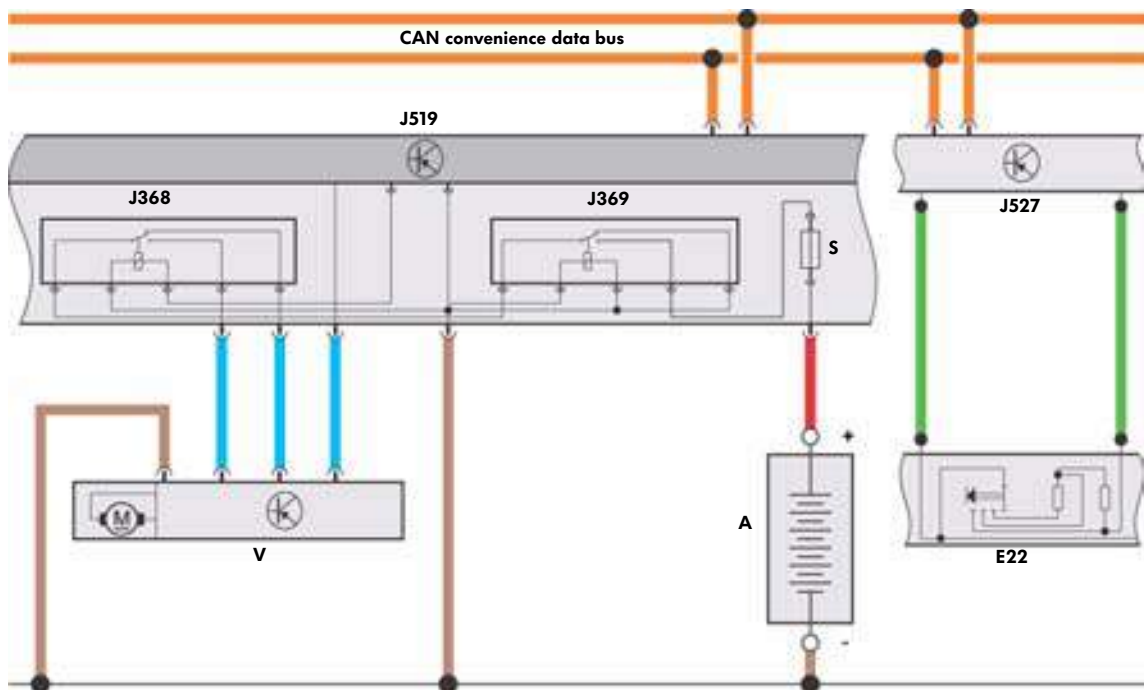 CAN convenience data bus
J519
J368
J369
J527
S
+
A
M
V
E22
-